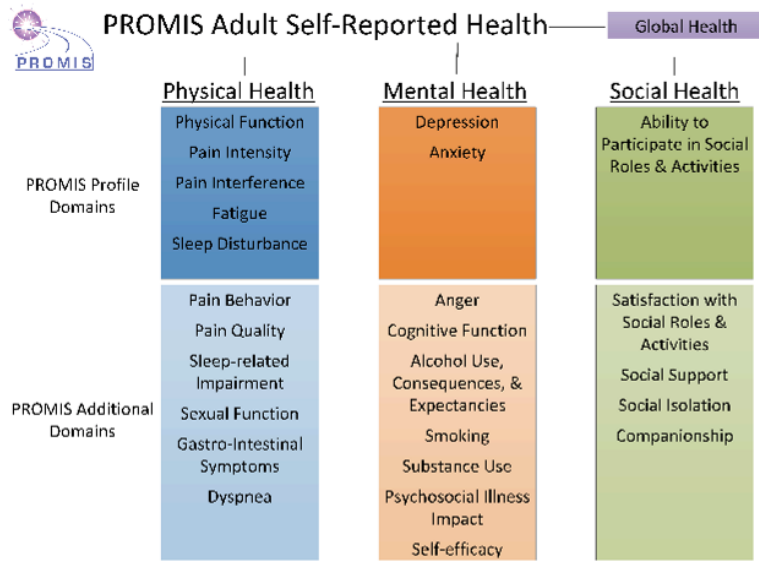 PROMIS
PROMIS Adult Self-Reported Health
Global Health
Physical Health
Mental Health
Social Health
PROMIS Profile
Domains
Physical Function
Pain Intensity
Pain Interference
Fatigue
Sleep Disturbance
Depression
Anxiety
Ability to
Participate in Social
Roles & Activities
PROMIS Additional
Domains
Pain Behavior
Pain Quality
Sleep-related
Impairment
Sexual Function
Gastro-Intestinal
Symptoms
Dyspnea
Anger
Cognitive Function
Alcohol Use,
Consequences, &
Expectancies
Smoking
Substance Use
Psychosocial Illness
Impact
Self-efficacy
Satisfaction with
Social Roles &
Activities
Social Support
Social Isolation
Companionship